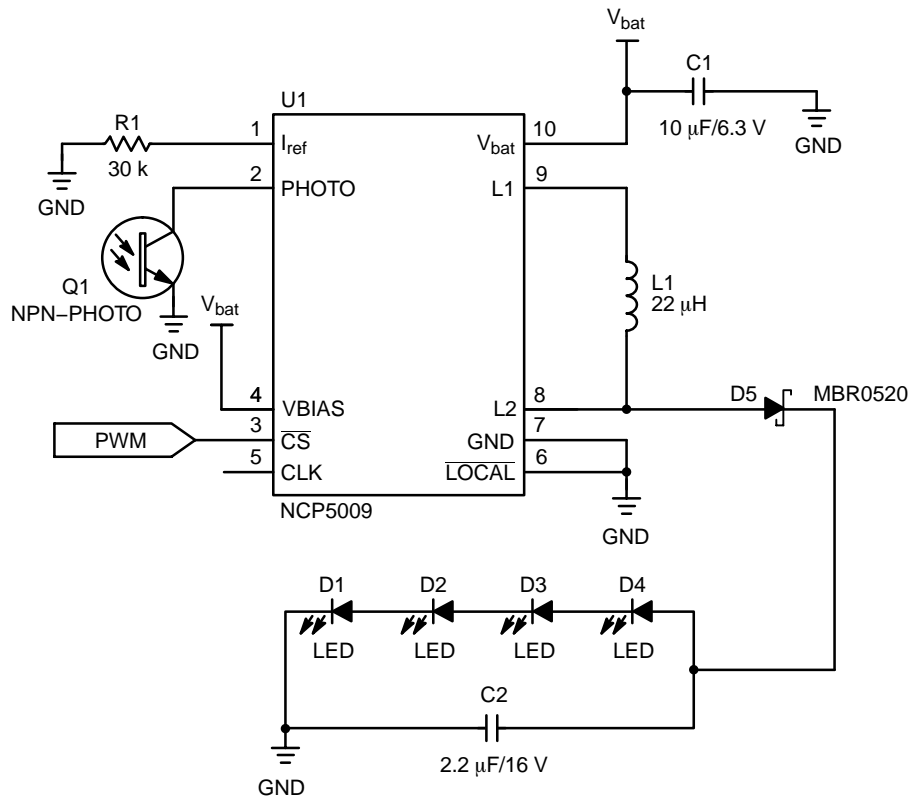 V_bat
C1
10 μF/6.3 V
GND
U1
R1
30 k
GND
1
I_ref
V_bat
10
2
PHOTO
L1
9
Q1
NPN−PHOTO
GND
V_bat
L1
22 μH
4
VBIAS
L2
8
D5
MBR0520
PWM
3
C̅S̅
GND
7
5
CLK
L̅O̅C̅A̅L̅
6
NCP5009
GND
D1
D2
D3
D4
LED
LED
LED
LED
C2
2.2 μF/16 V
GND